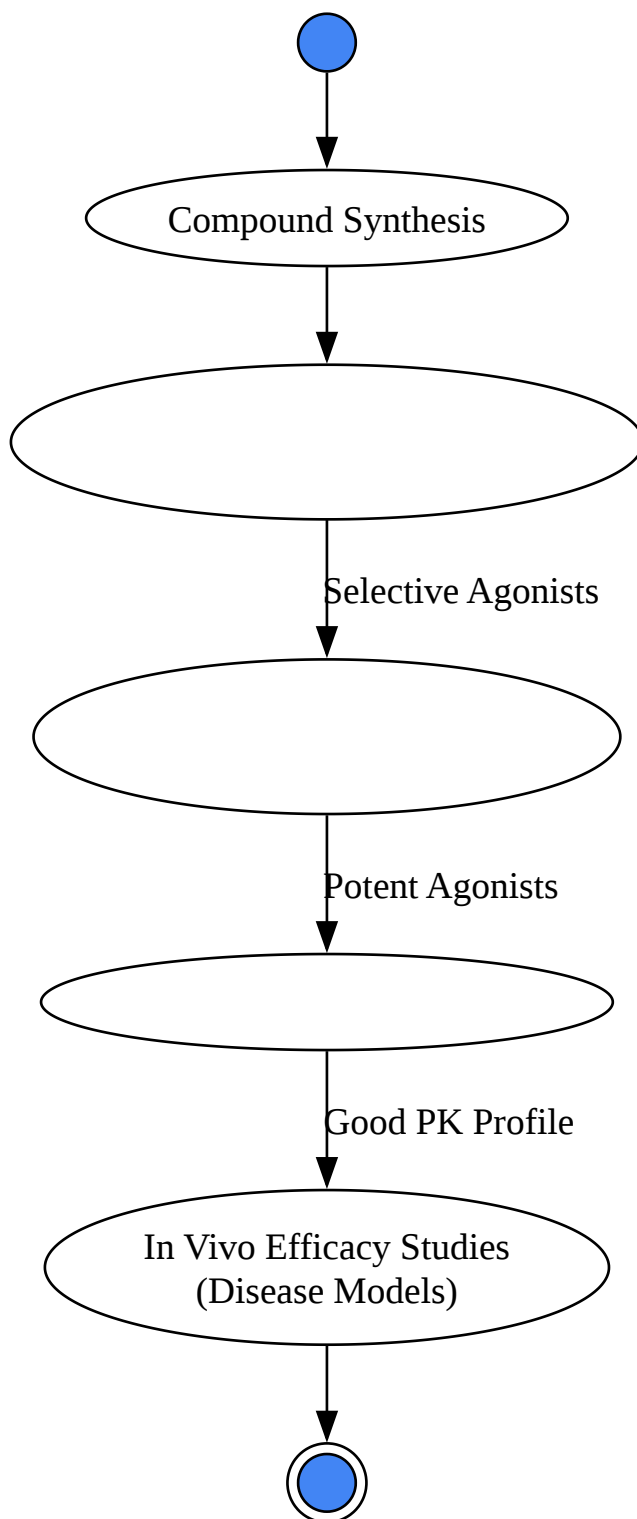 Compound Synthesis
Selective Agonists
Potent Agonists
Good PK Profile
In Vivo Efficacy Studies
(Disease Models)